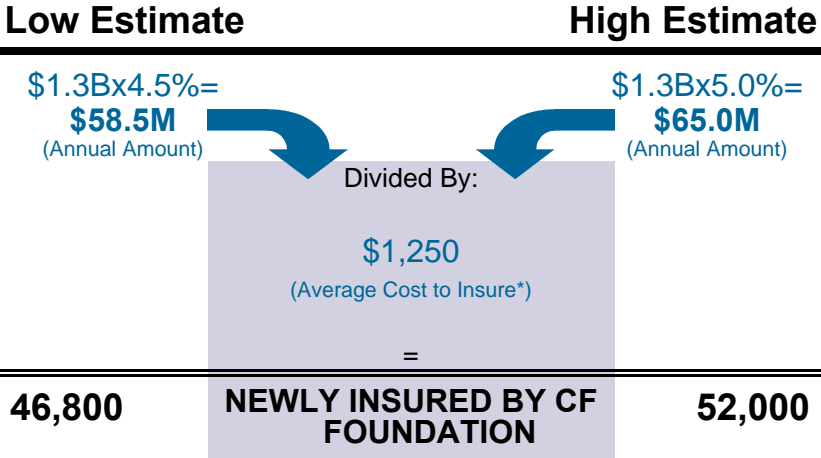 Low Estimate
High Estimate
$1.3Bx4.5%=
$58.5M
(Annual Amount)
$1.3Bx5.0%=
$65.0M
(Annual Amount)
Divided By:
$1,250
(Average Cost to Insure*)
=
46,800
NEWLY INSURED BY CF
FOUNDATION
52,000